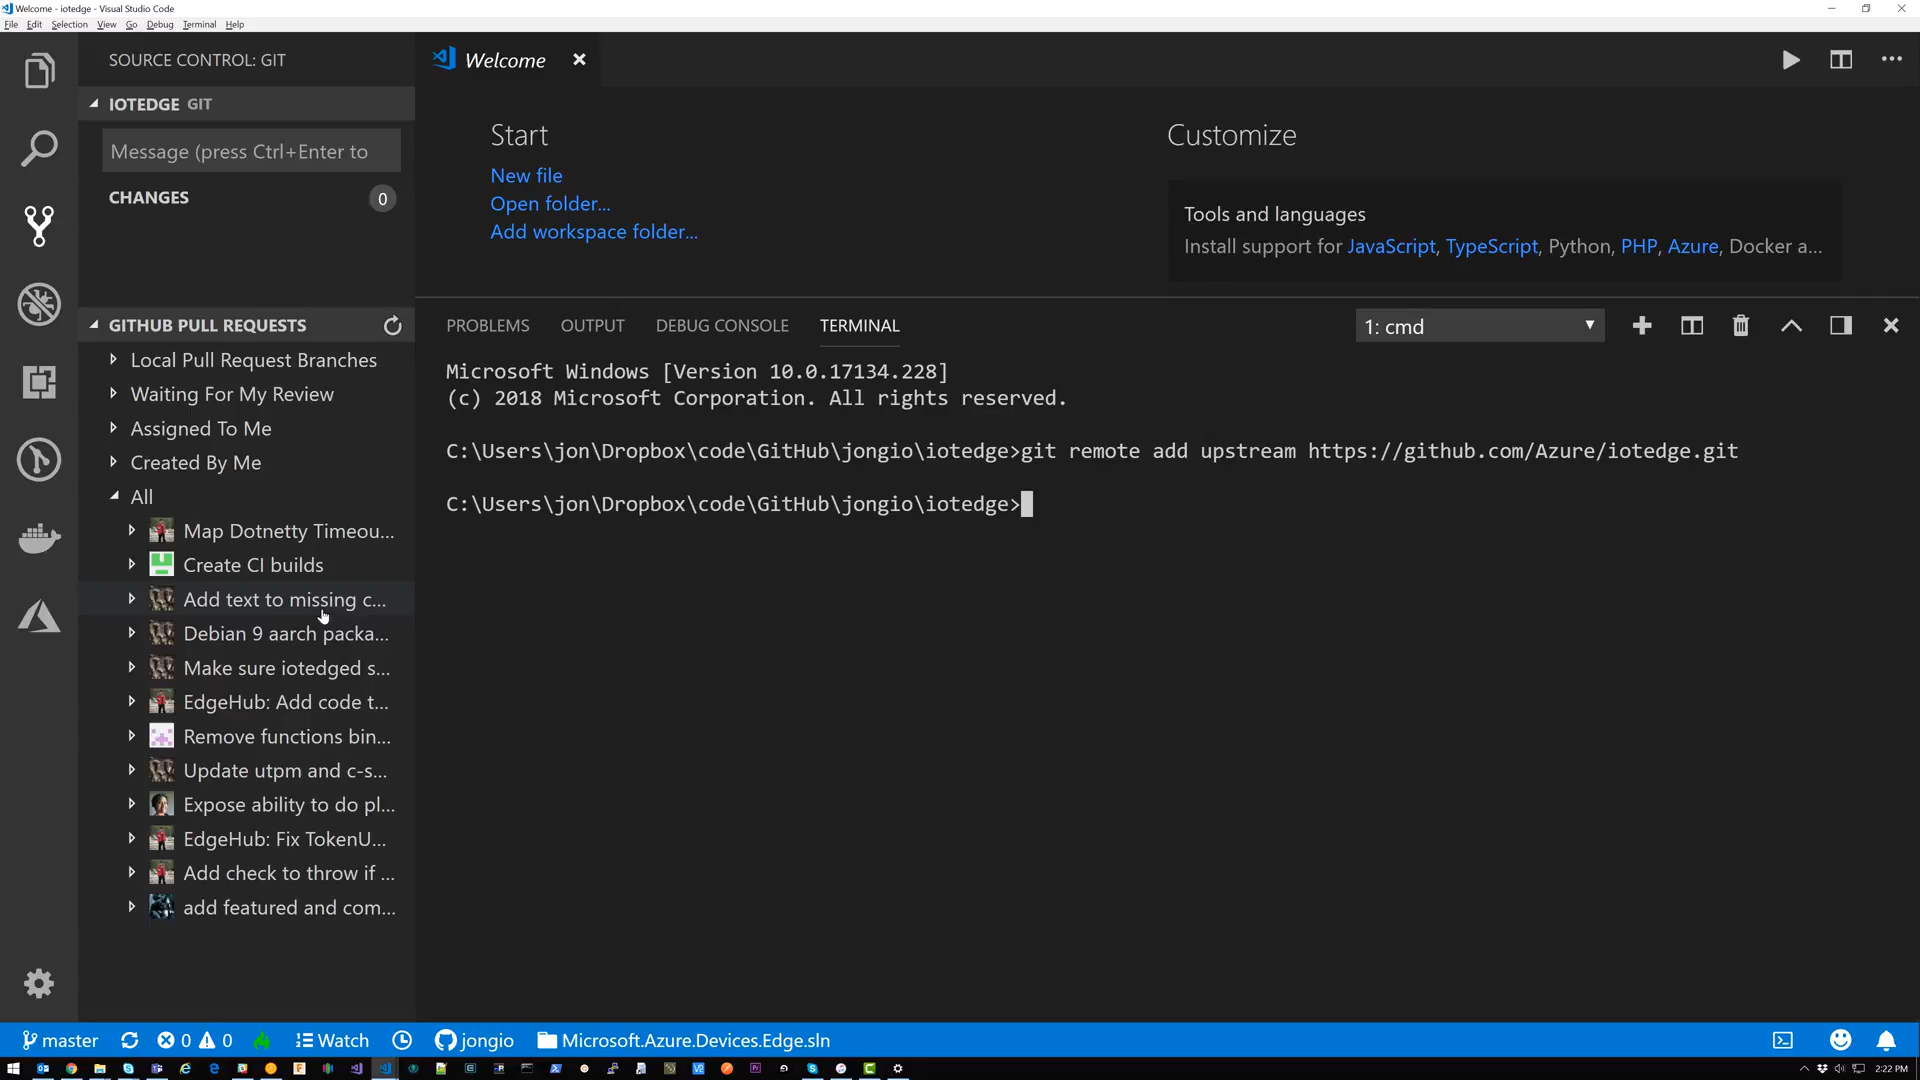 Welcome - iotedge - Visual Studio Code
File Edit Selection View Go Debug Terminal Help
SOURCE CONTROL: GIT
IOTEDGE GIT
Message (press Ctrl+Enter to
CHANGES 0
GITHUB PULL REQUESTS
Local Pull Request Branches
Waiting For My Review
Assigned To Me
Created By Me
All
Map Dotnetty Timeou...
Create CI builds
Add text to missing c...
Debian 9 aarch packa...
Make sure iotedged s...
EdgeHub: Add code t...
Remove functions bin...
Update utpm and c-s...
Expose ability to do pl...
EdgeHub: Fix TokenU...
Add check to throw if ...
add featured and com...
Welcome
Start
New file
Open folder...
Add workspace folder...
Customize
Tools and languages
Install support for JavaScript, TypeScript, Python, PHP, Azure, Docker a...
PROBLEMS OUTPUT DEBUG CONSOLE TERMINAL 1: cmd
Microsoft Windows [Version 10.0.17134.228]
(c) 2018 Microsoft Corporation. All rights reserved.
C:\Users\jon\Dropbox\code\GitHub\jongio\iotedge>git remote add upstream https://github.com/Azure/iotedge.git
C:\Users\jon\Dropbox\code\GitHub\jongio\iotedge>
master 0 0 Watch jongio Microsoft.Azure.Devices.Edge.sln
2:22 PM